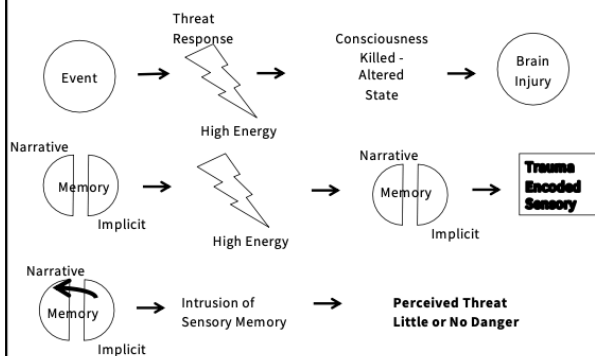 Threat
Response
Event
High Energy
Consciousness
Killed -
Altered
State
Brain
Injury
Narrative
Memory
Implicit
High Energy
Narrative
Memory
Implicit
Trauma
Encoded
Sensory
Narrative
Memory
Implicit
Intrusion of
Sensory Memory
Perceived Threat
Little or No Danger